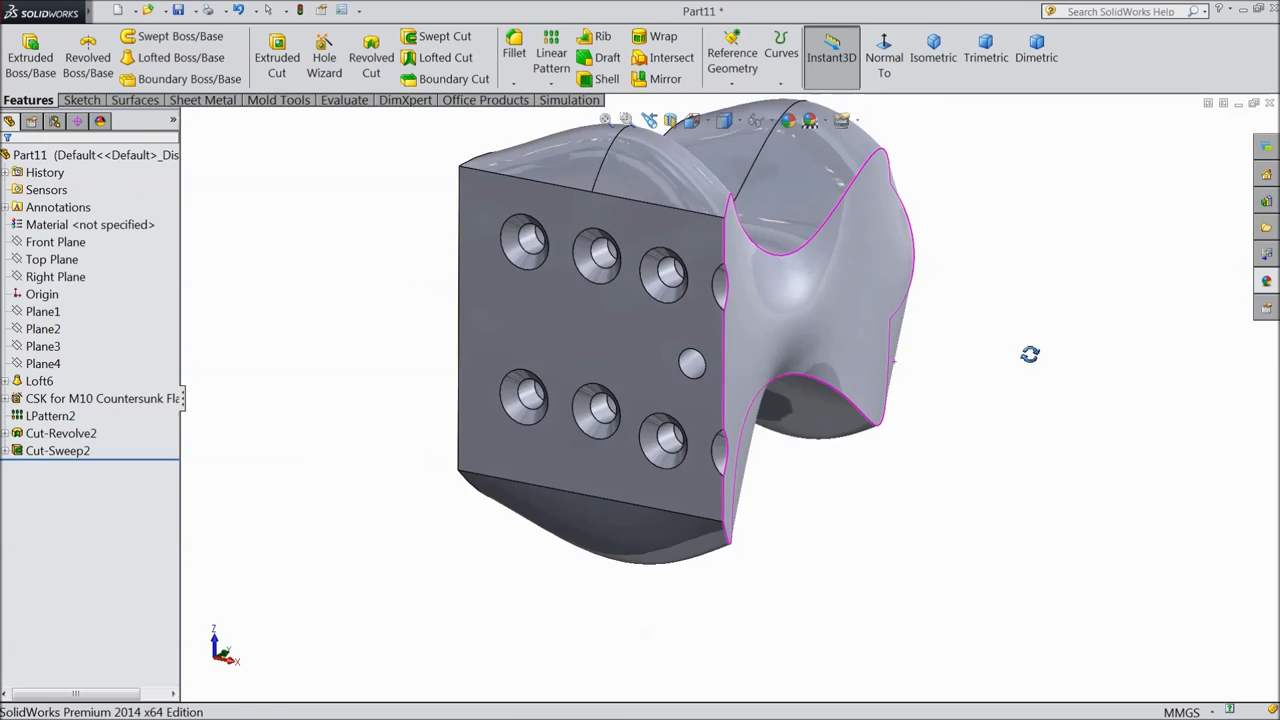 SOLIDWORKS
Part11 *
Search SolidWorks Help
Extruded Boss/Base
Revolved Boss/Base
Swept Boss/Base
Lofted Boss/Base
Boundary Boss/Base
Extruded Cut
Hole Wizard
Revolved Cut
Swept Cut
Lofted Cut
Boundary Cut
Fillet
Linear Pattern
Rib
Draft
Shell
Wrap
Intersect
Mirror
Reference Geometry
Curves
Instant3D
Normal To
Isometric
Trimetric
Dimetric
Features Sketch Surfaces Sheet Metal Mold Tools Evaluate DimXpert Office Products Simulation
Part11 (Default<<Default>_Dis
History
Sensors
Annotations
Material <not specified>
Front Plane
Top Plane
Right Plane
Origin
Plane1
Plane2
Plane3
Plane4
Loft6
CSK for M10 Countersunk Fla
LPattern2
Cut-Revolve2
Cut-Sweep2
Z
Y
X
SolidWorks Premium 2014 x64 Edition
MMGS